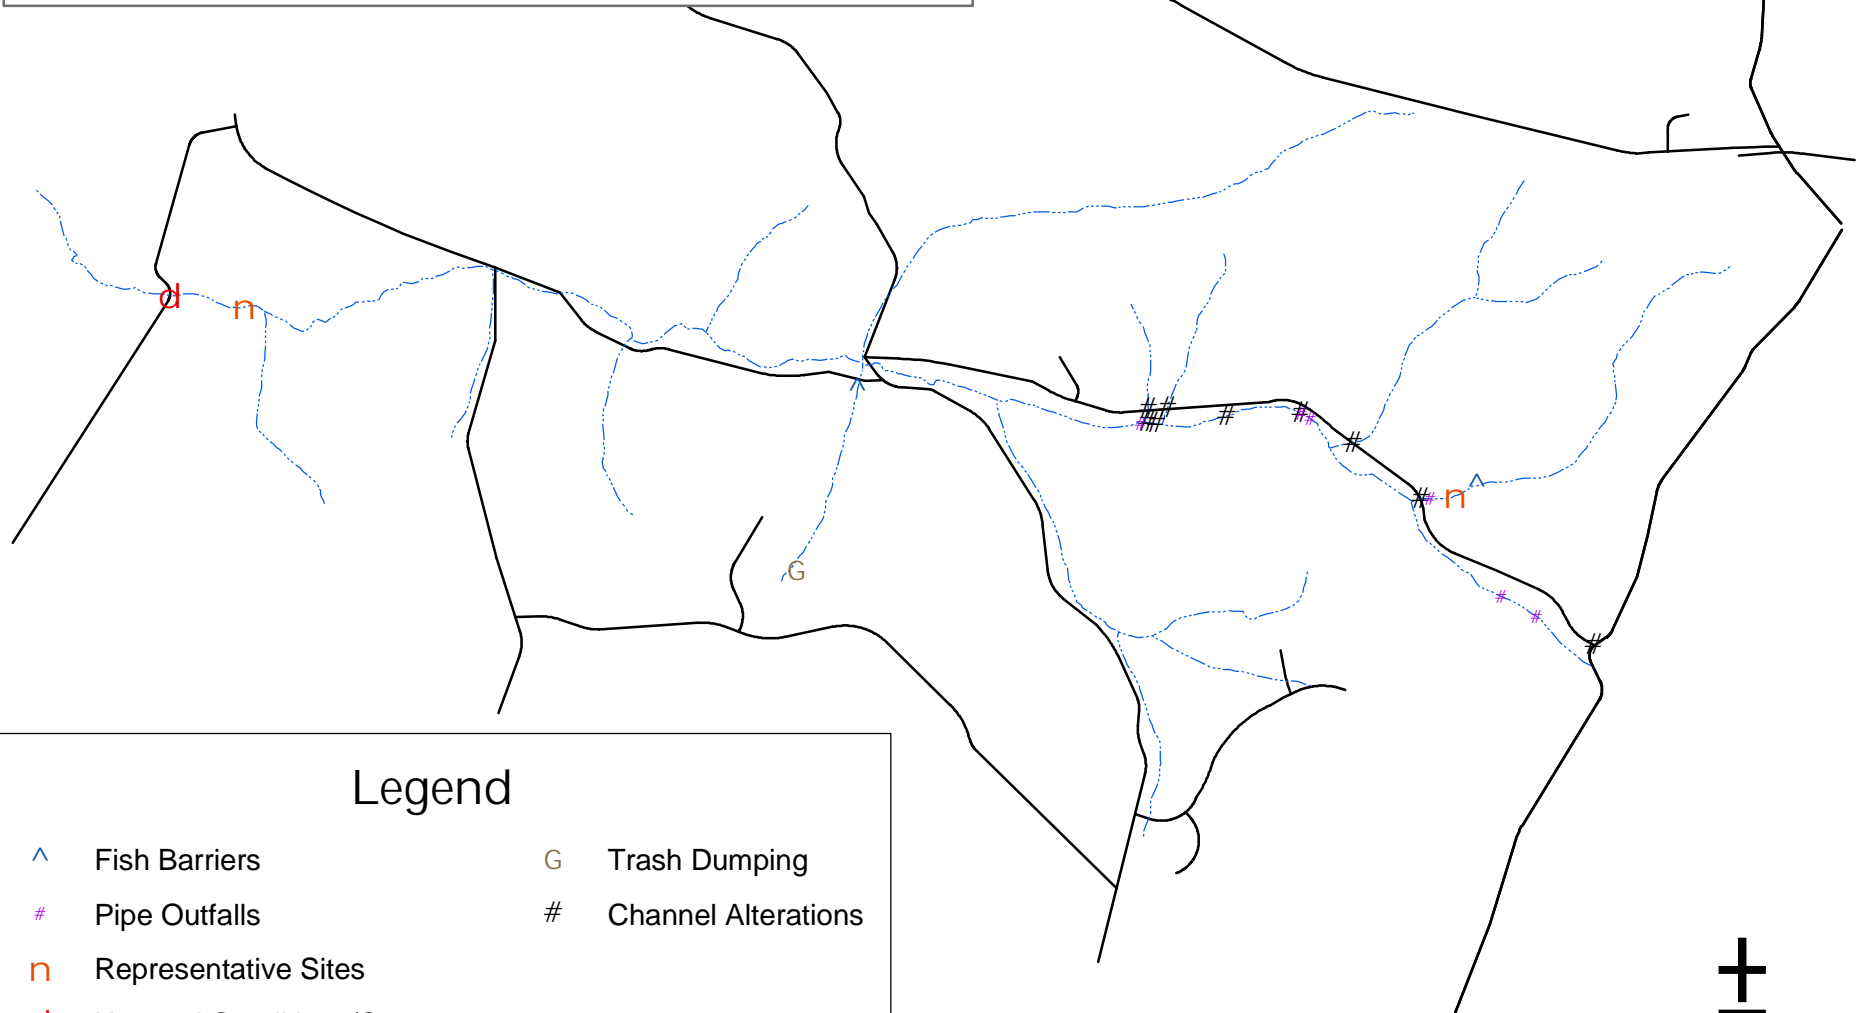 d
n
^
G
# # # #
#
#
# #
#
# #
n
^
#
#
#
Legend
^ Fish Barriers
G Trash Dumping
# Pipe Outfalls
# Channel Alterations
n Representative Sites
±